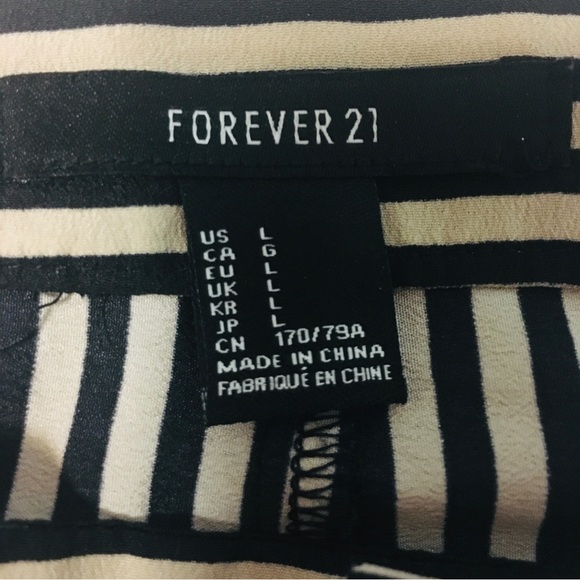 FOREVER 21
US L
CA G
EU L
UK L
KR L
JP L
CN 170/79A
MADE IN CHINA
FABRIQUÉ EN CHINE